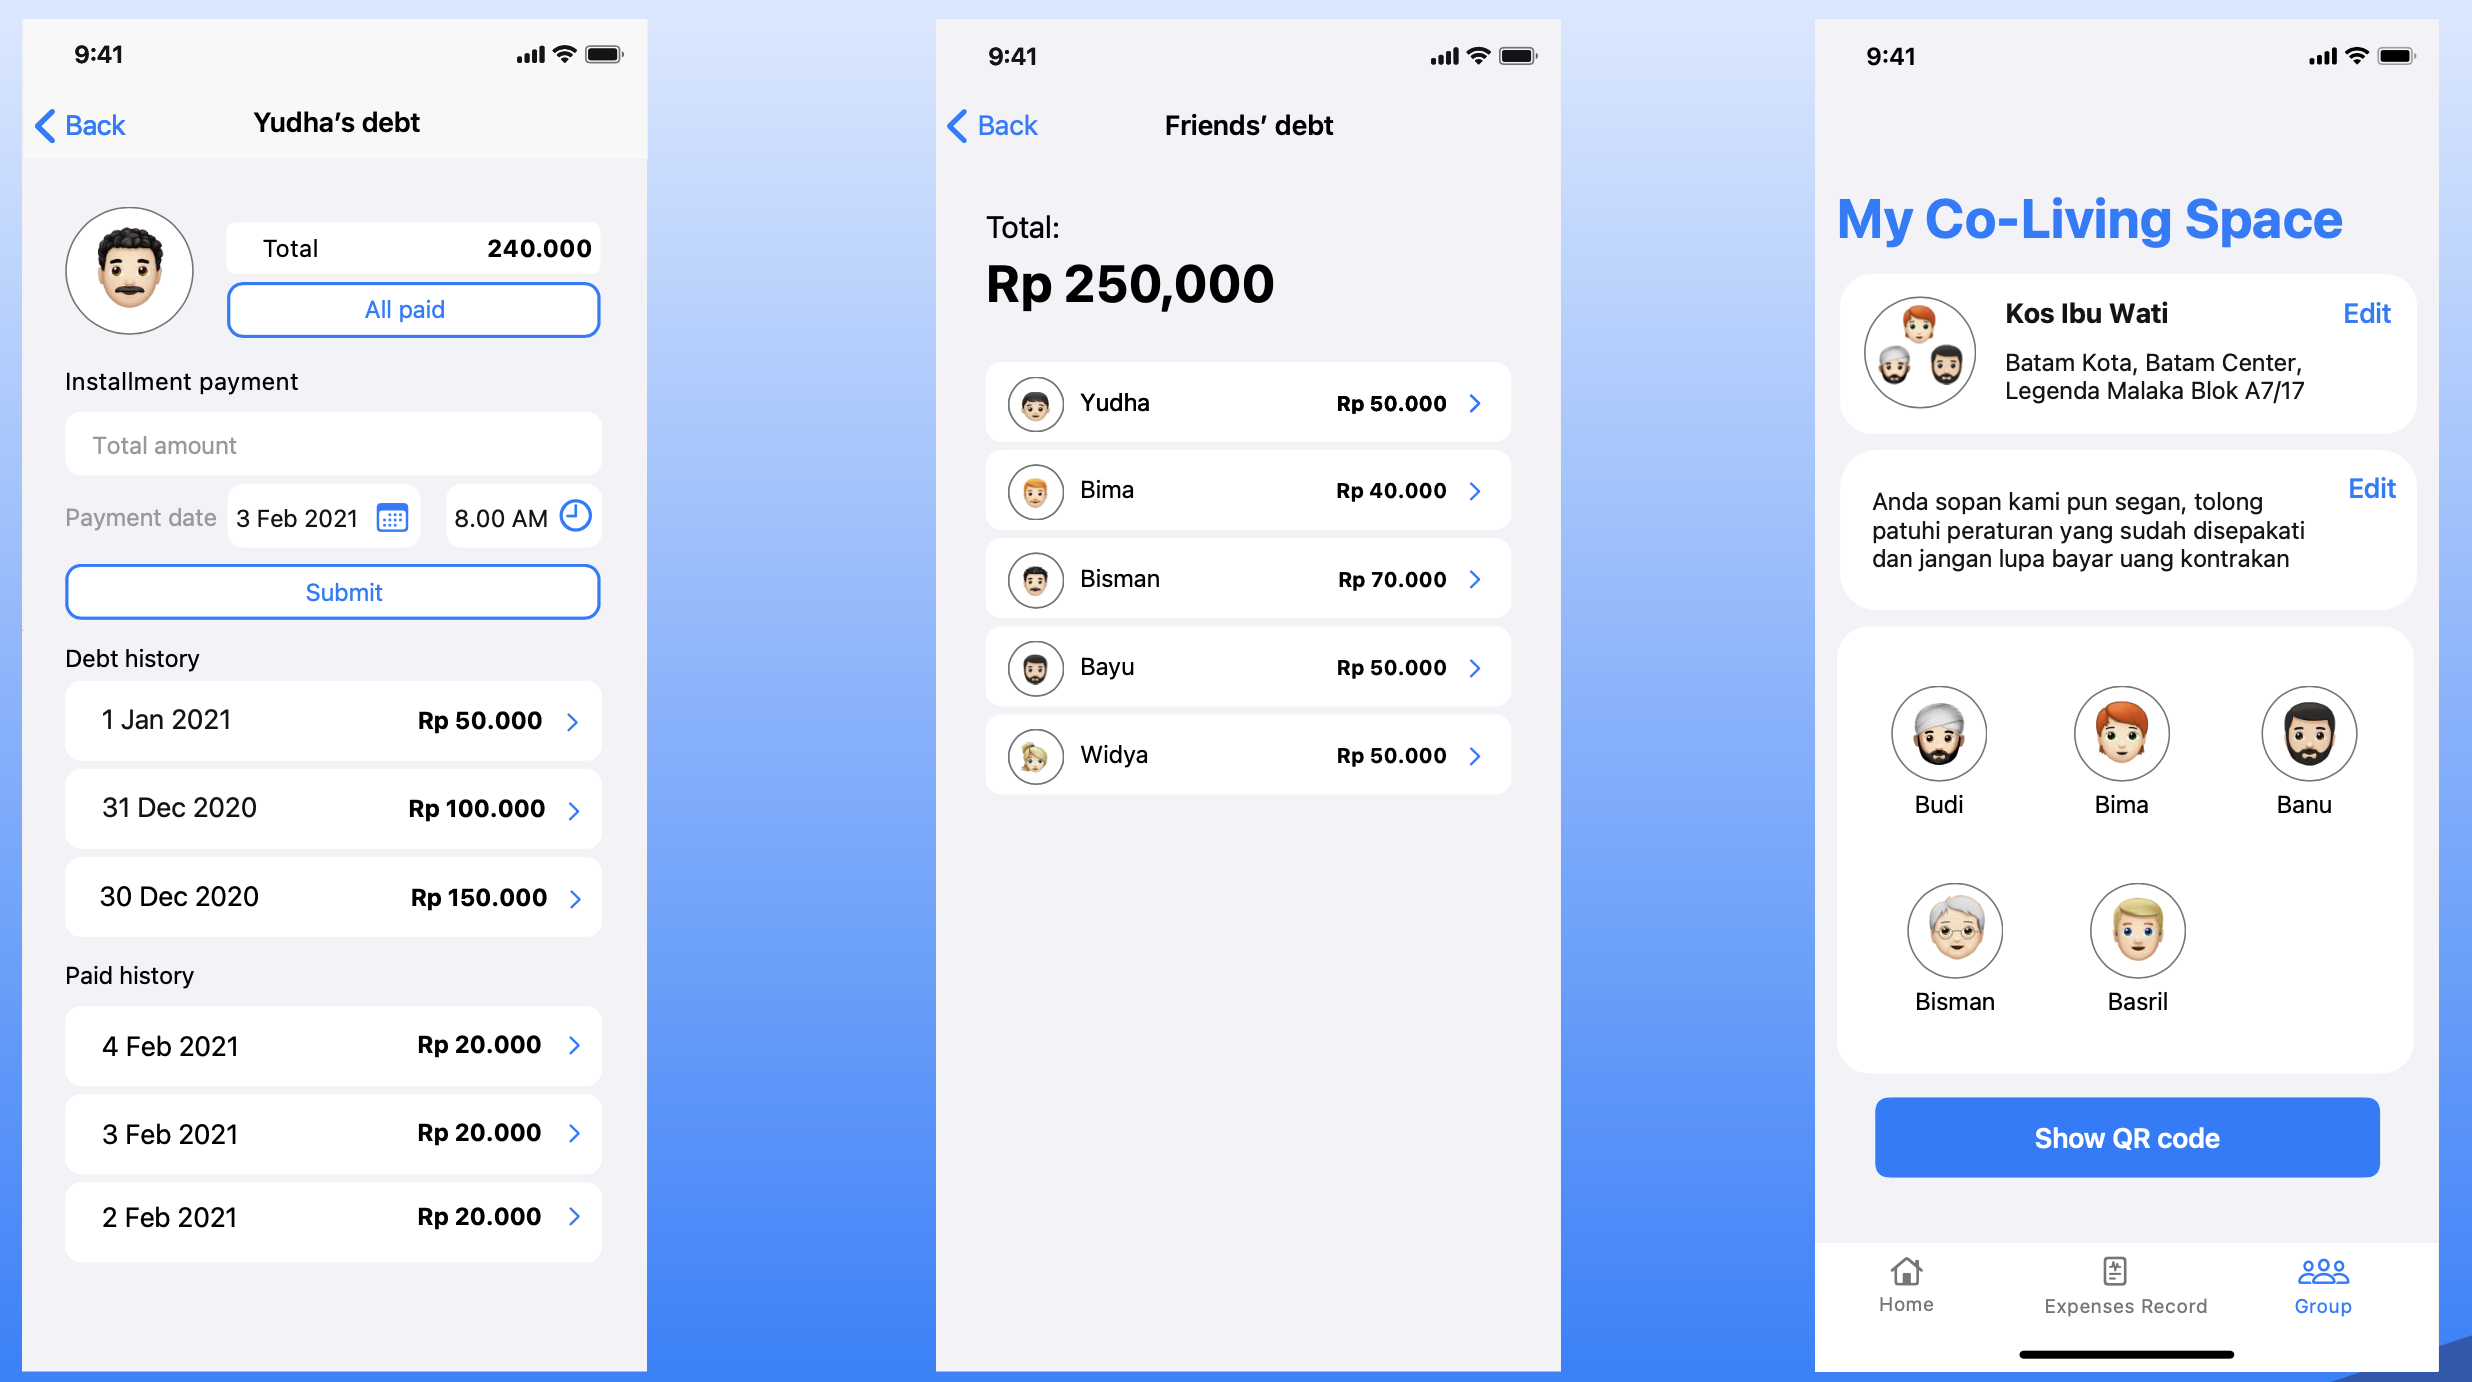 9:41
Back
Yudha’s debt
Total 240.000
All paid
Installment payment
Total amount
Payment date 3 Feb 2021 8.00 AM
Submit
Debt history
1 Jan 2021 Rp 50.000
31 Dec 2020 Rp 100.000
30 Dec 2020 Rp 150.000
Paid history
4 Feb 2021 Rp 20.000
3 Feb 2021 Rp 20.000
2 Feb 2021 Rp 20.000
9:41
Back
Friends’ debt
Total:
Rp 250,000
Yudha Rp 50.000
Bima Rp 40.000
Bisman Rp 70.000
Bayu Rp 50.000
Widya Rp 50.000
9:41
My Co-Living Space
Kos Ibu Wati Edit
Batam Kota, Batam Center,
Legenda Malaka Blok A7/17
Edit
Anda sopan kami pun segan, tolong
patuhi peraturan yang sudah disepakati
dan jangan lupa bayar uang kontrakan
Budi Bima Banu
Bisman Basril
Show QR code
Home Expenses Record Group